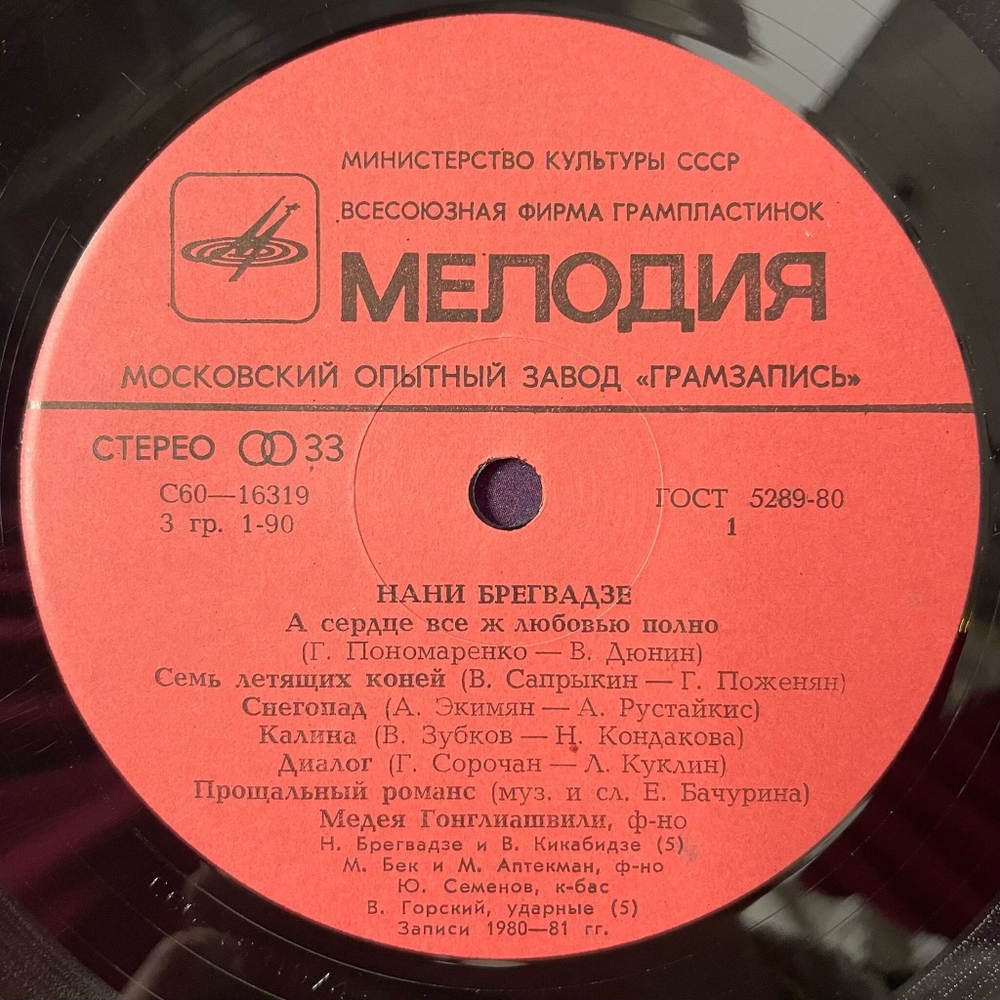 МИНИСТЕРСТВО КУЛЬТУРЫ СССР
ВСЕСОЮЗНАЯ ФИРМА ГРАМПЛАСТИНОК
МЕЛОДИЯ
МОСКОВСКИЙ ОПЫТНЫЙ ЗАВОД «ГРАМЗАПИСЬ»
СТЕРЕО 33
С60—16319
3 гр. 1-90
ГОСТ 5289-80
1
НАНИ БРЕГВАДЗЕ
А сердце все ж любовью полно
(Г. Пономаренко — В. Дюнин)
Семь летящих коней (В. Сапрыкин — Г. Поженян)
Снегопад (А. Экимян — А. Рустайкис)
Калина (В. Зубков — Н. Кондакова)
Диалог (Г. Сорочан — Л. Куклин)
Прощальный романс (муз. и сл. Е. Бачурина)
Медея Гонглиашвили, ф-но
Н. Брегвадзе и В. Кикабидзе (5)
М. Бек и М. Аптекман, ф-но
Ю. Семенов, к-бас
В. Горский, ударные (5)
Записи 1980—81 гг.